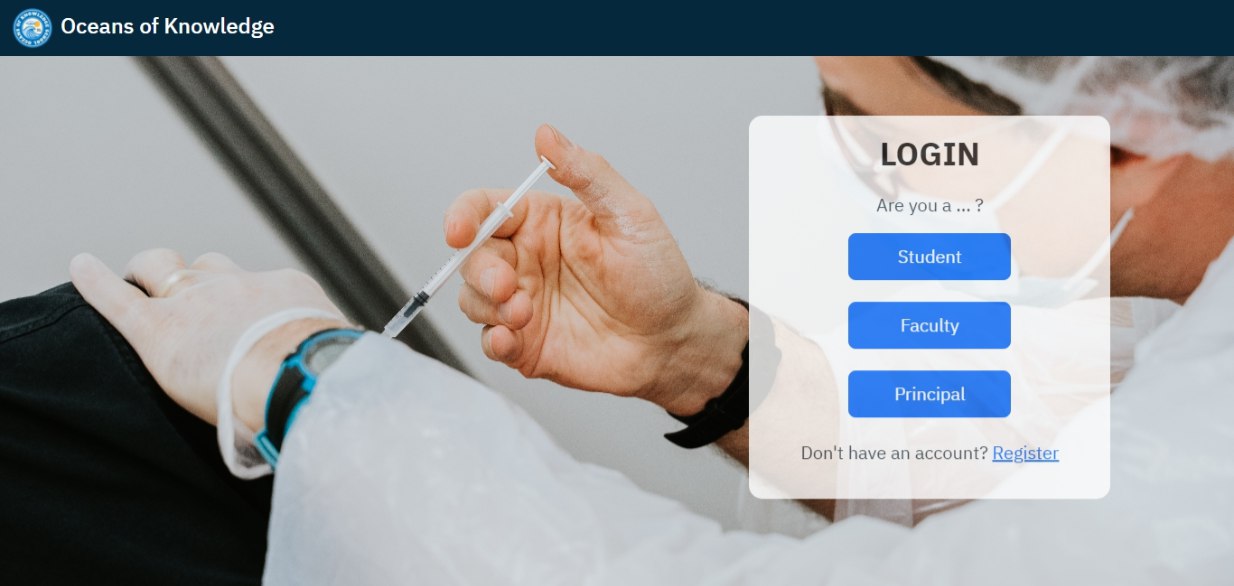 Oceans of Knowledge
LOGIN
Are you a ... ?
Student
Faculty
Principal
Don't have an account? Register